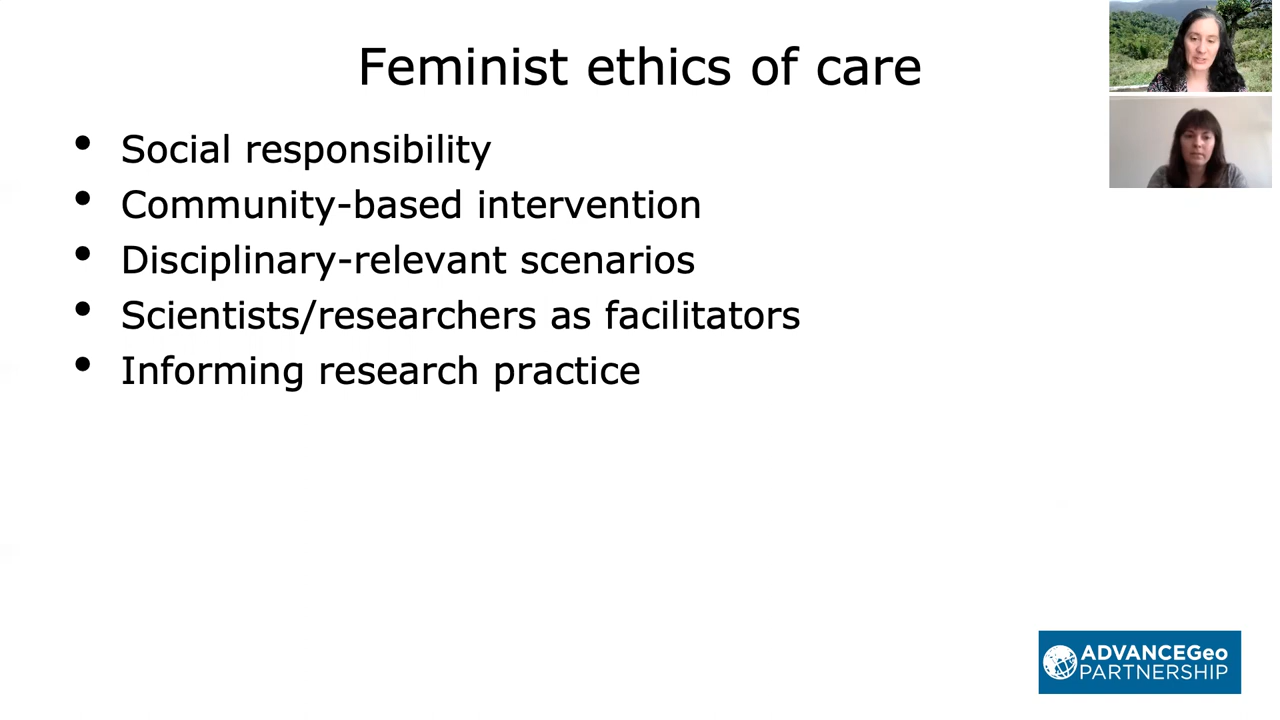 Feminist ethics of care
• Social responsibility
• Community-based intervention
• Disciplinary-relevant scenarios
• Scientists/researchers as facilitators
• Informing research practice
ADVANCEGeo
PARTNERSHIP